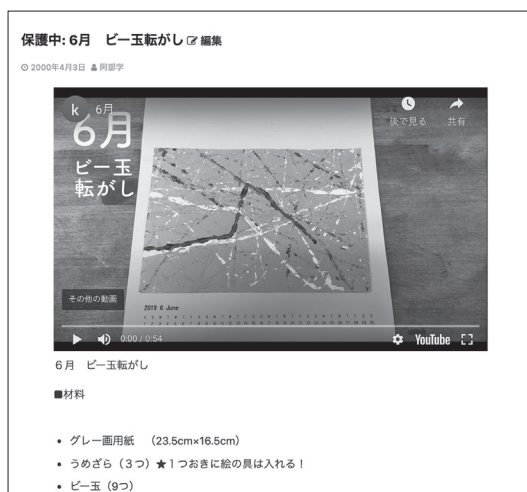 保護中: 6月　ビー玉転がし 編集
2000年4月3日 阿部学
k 6月
後で見る 共有
6月
ビー玉
転がし
その他の動画
2019 6 June
0:00 / 0:54
YouTube
６月　ビー玉転がし
■材料
• グレー画用紙　（23.5cm×16.5cm）
• うめざら（３つ）★１つおきに絵の具は入れる！
• ビー玉（9つ）